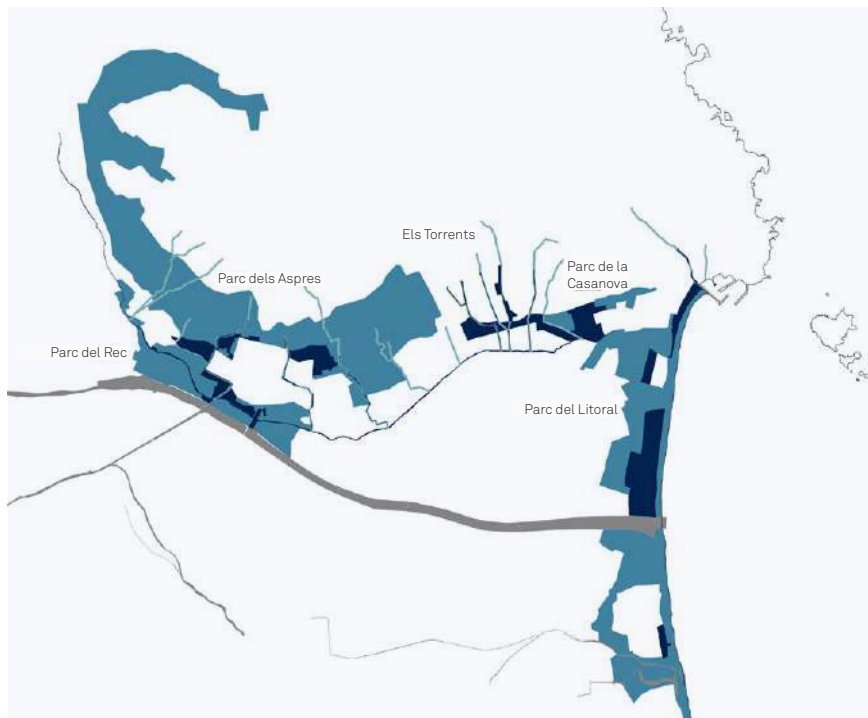 Els Torrents
Parc de la
Casanova
Parc dels Aspres
Parc del Rec
Parc del Litoral